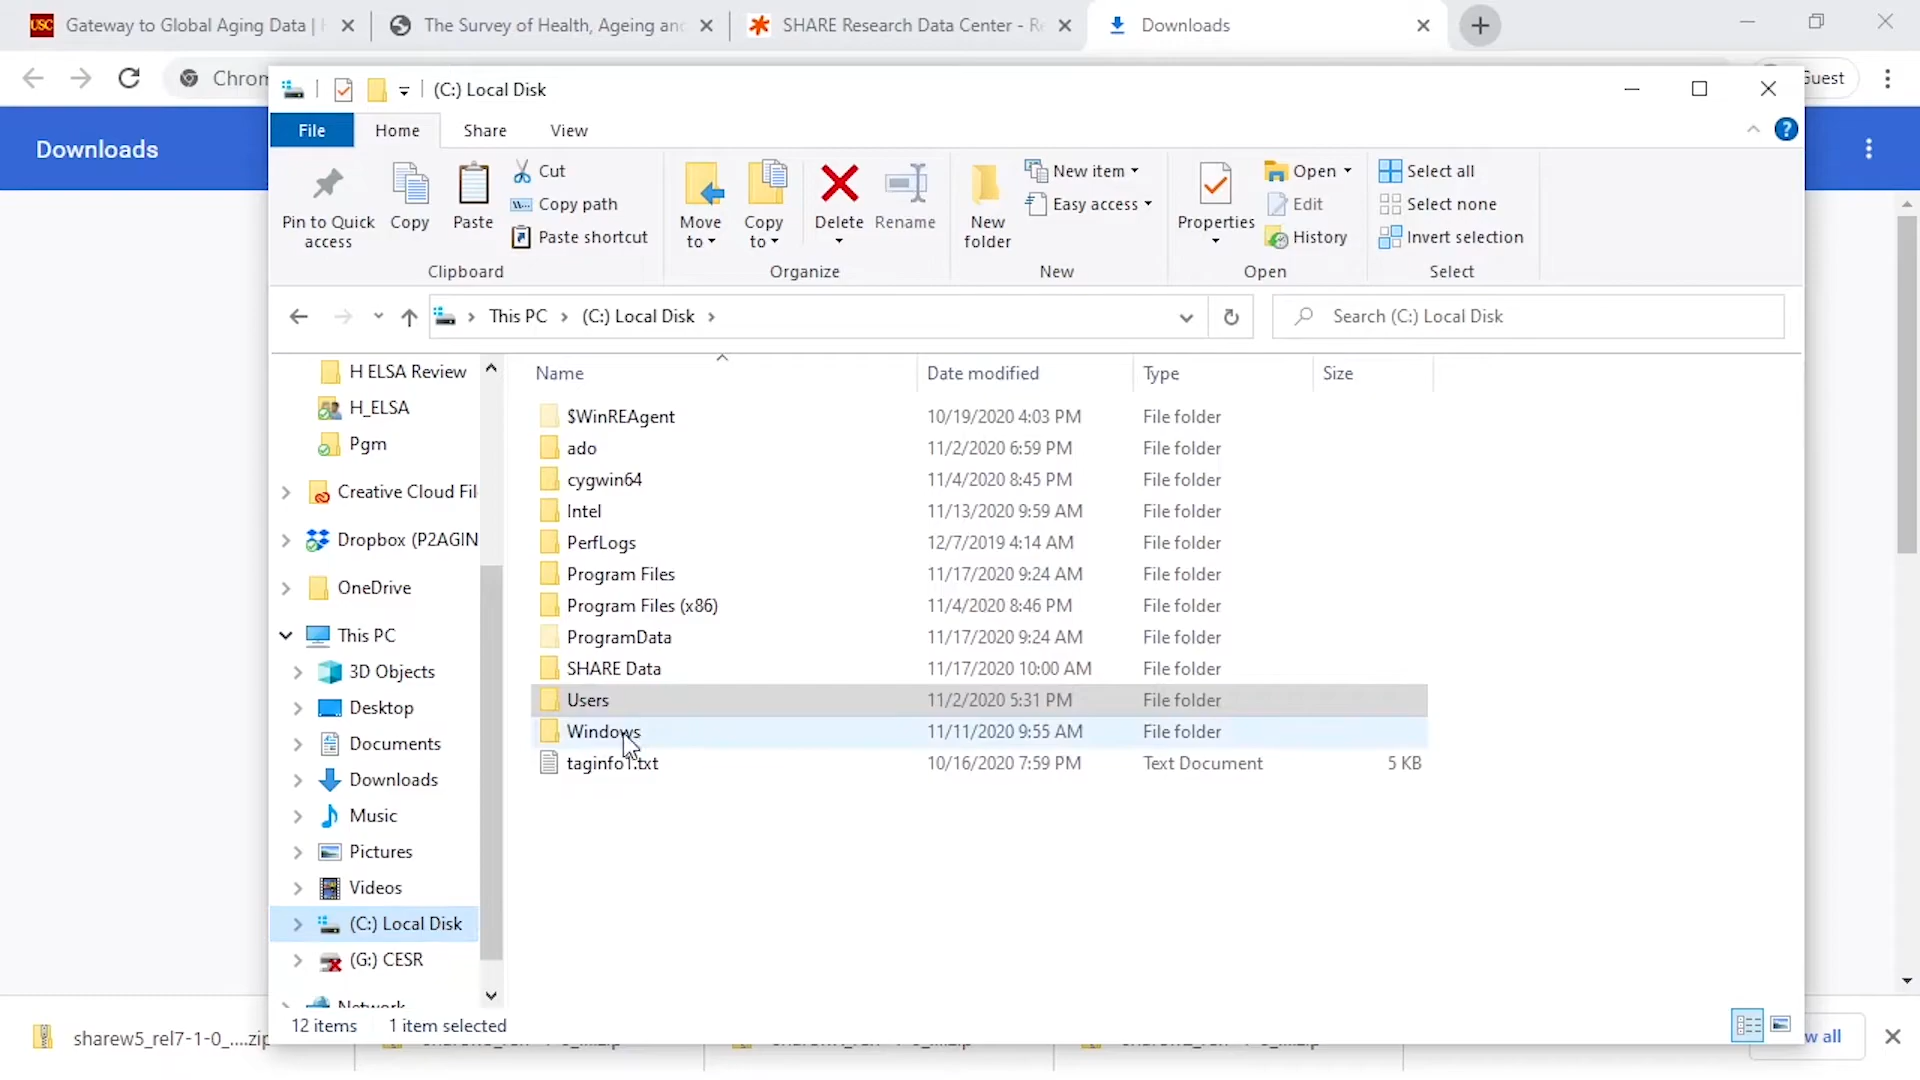 Gateway to Global Aging Data |
The Survey of Health, Ageing and
SHARE Research Data Center - Re
Downloads
Chrom
Guest
(C:) Local Disk
File
Home
Share
View
Downloads
Pin to Quick access
Copy
Paste
Cut
Copy path
Paste shortcut
Clipboard
Move to
Copy to
Delete
Rename
Organize
New folder
New item
Easy access
New
Properties
Open
Edit
History
Open
Select all
Select none
Invert selection
Select
This PC > (C:) Local Disk >
Search (C:) Local Disk
H ELSA Review
H_ELSA
Pgm
Creative Cloud Fil
Dropbox (P2AGIN
OneDrive
This PC
3D Objects
Desktop
Documents
Downloads
Music
Pictures
Videos
(C:) Local Disk
(G:) CESR
Network
Name Date modified Type Size
$WinREAgent 10/19/2020 4:03 PM File folder
ado 11/2/2020 6:59 PM File folder
cygwin64 11/4/2020 8:45 PM File folder
Intel 11/13/2020 9:59 AM File folder
PerfLogs 12/7/2019 4:14 AM File folder
Program Files 11/17/2020 9:24 AM File folder
Program Files (x86) 11/4/2020 8:46 PM File folder
ProgramData 11/17/2020 9:24 AM File folder
SHARE Data 11/17/2020 10:00 AM File folder
Users 11/2/2020 5:31 PM File folder
Windows 11/11/2020 9:55 AM File folder
taginfo1.txt 10/16/2020 7:59 PM Text Document 5 KB
12 items 1 item selected
sharew5_rel7-1-0_....zip
w all